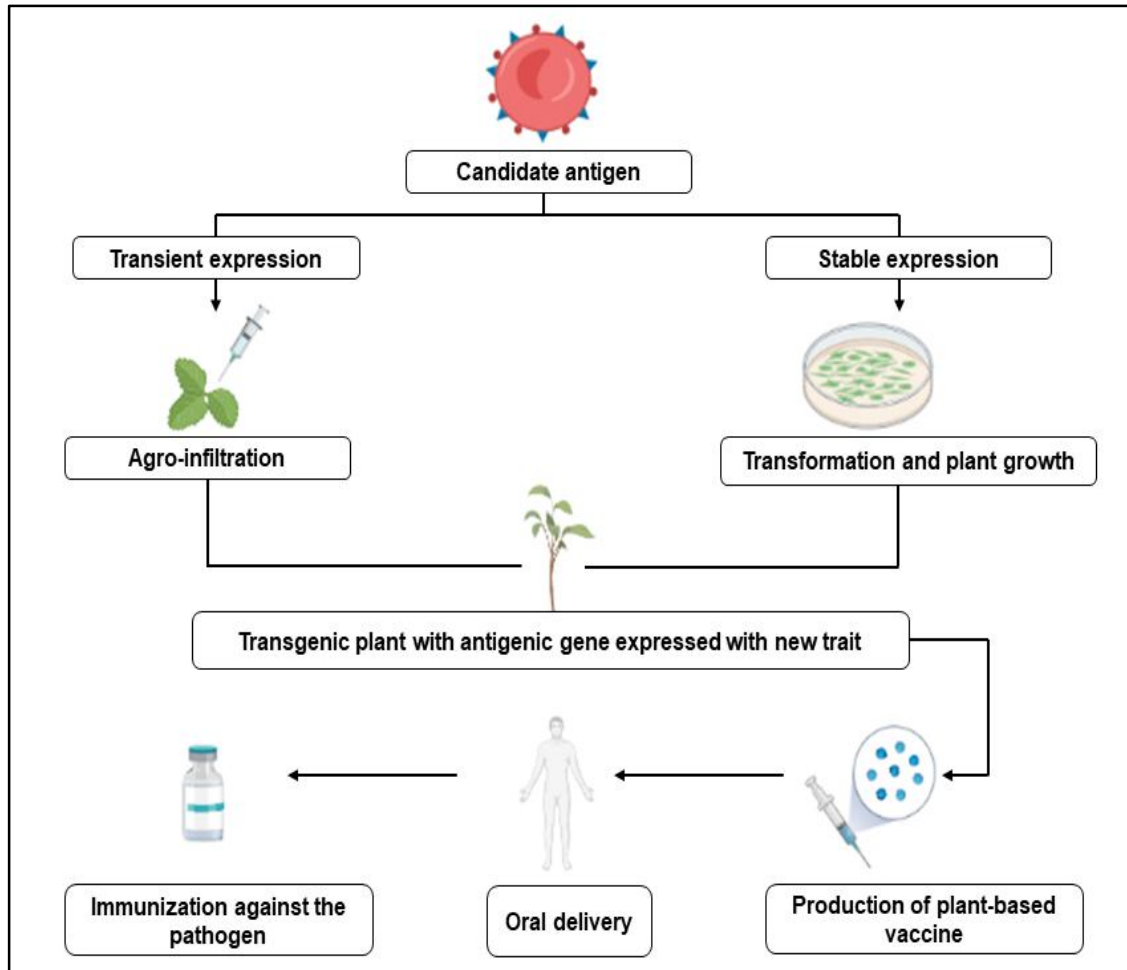 Candidate antigen
Transient expression
Stable expression
Agro-infiltration
Transformation and plant growth
Transgenic plant with antigenic gene expressed with new trait
Immunization against the
pathogen
Oral delivery
Production of plant-based
vaccine